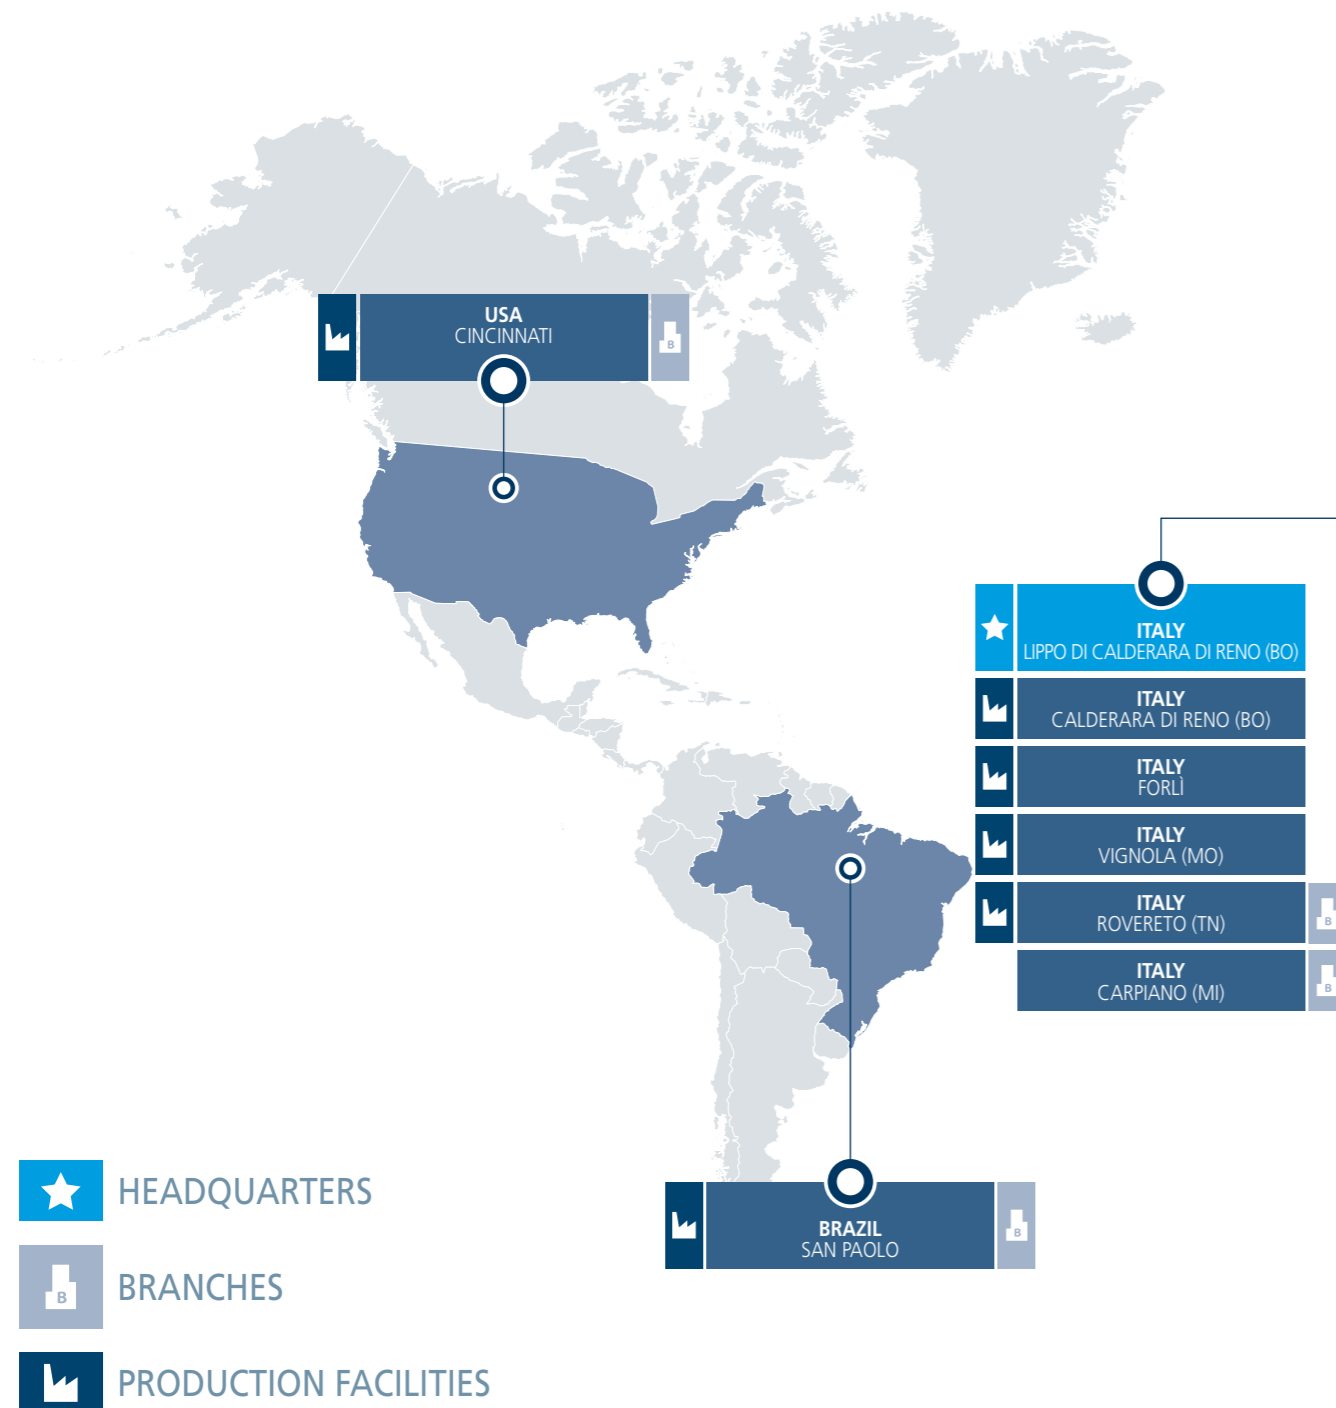 USA
CINCINNATI
B
ITALY
LIPPO DI CALDERARA DI RENO (BO)
ITALY
CALDERARA DI RENO (BO)
ITALY
FORLÌ
ITALY
VIGNOLA (MO)
ITALY
ROVERETO (TN)
B
ITALY
CARPIANO (MI)
B
BRAZIL
SAN PAOLO
B
HEADQUARTERS
B
BRANCHES
PRODUCTION FACILITIES